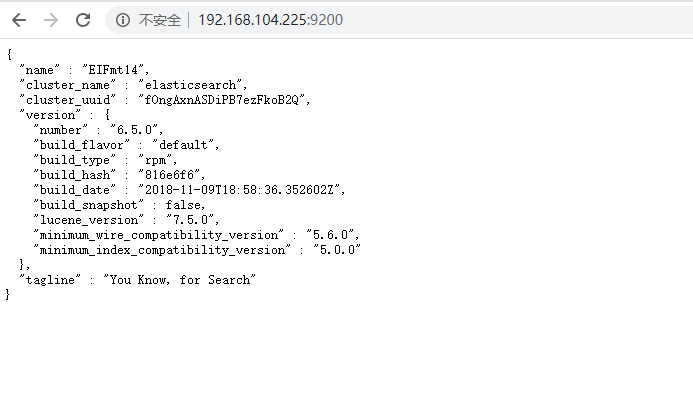 不安全 | 192.168.104.225:9200
{
  "name" : "EIFmt14",
  "cluster_name" : "elasticsearch",
  "cluster_uuid" : "fOngAxnASDiPB7ezFkoB2Q",
  "version" : {
    "number" : "6.5.0",
    "build_flavor" : "default",
    "build_type" : "rpm",
    "build_hash" : "816e6f6",
    "build_date" : "2018-11-09T18:58:36.352602Z",
    "build_snapshot" : false,
    "lucene_version" : "7.5.0",
    "minimum_wire_compatibility_version" : "5.6.0",
    "minimum_index_compatibility_version" : "5.0.0"
  },
  "tagline" : "You Know, for Search"
}